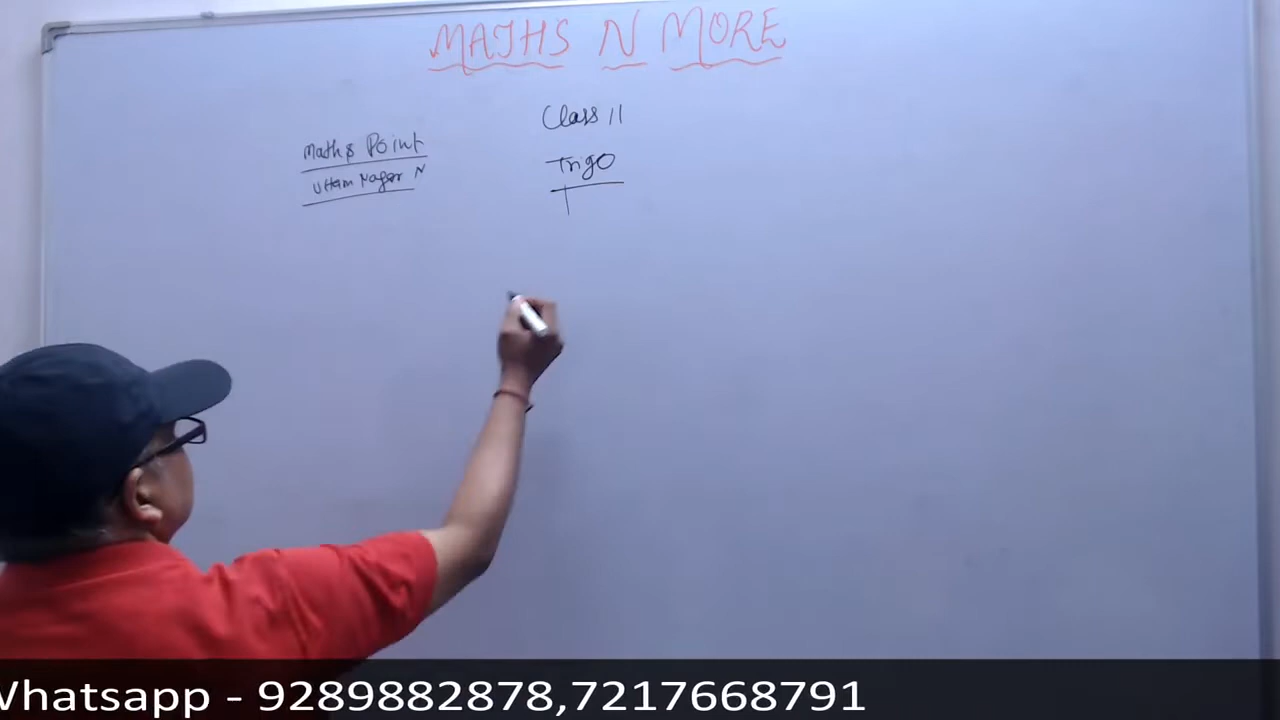 MATHS N MORE
Class 11
Maths Point
Uttam Nagar N
Trigo
Whatsapp - 9289882878,7217668791